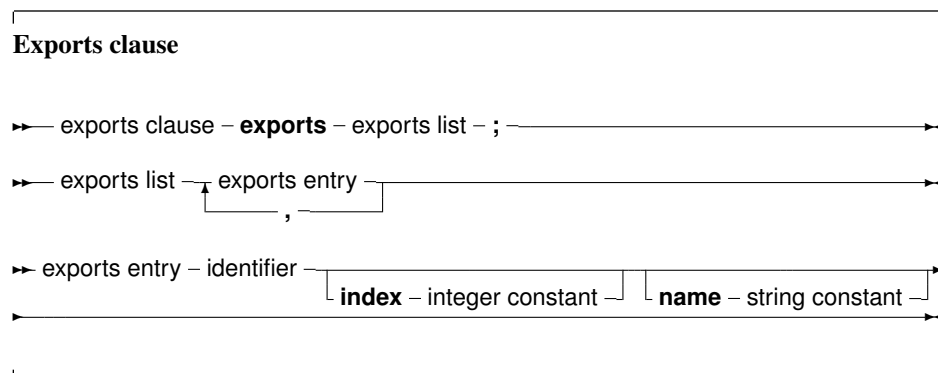 Exports clause
exports clause – exports – exports list – ;
exports list – exports entry
,
exports entry – identifier
index – integer constant name – string constant